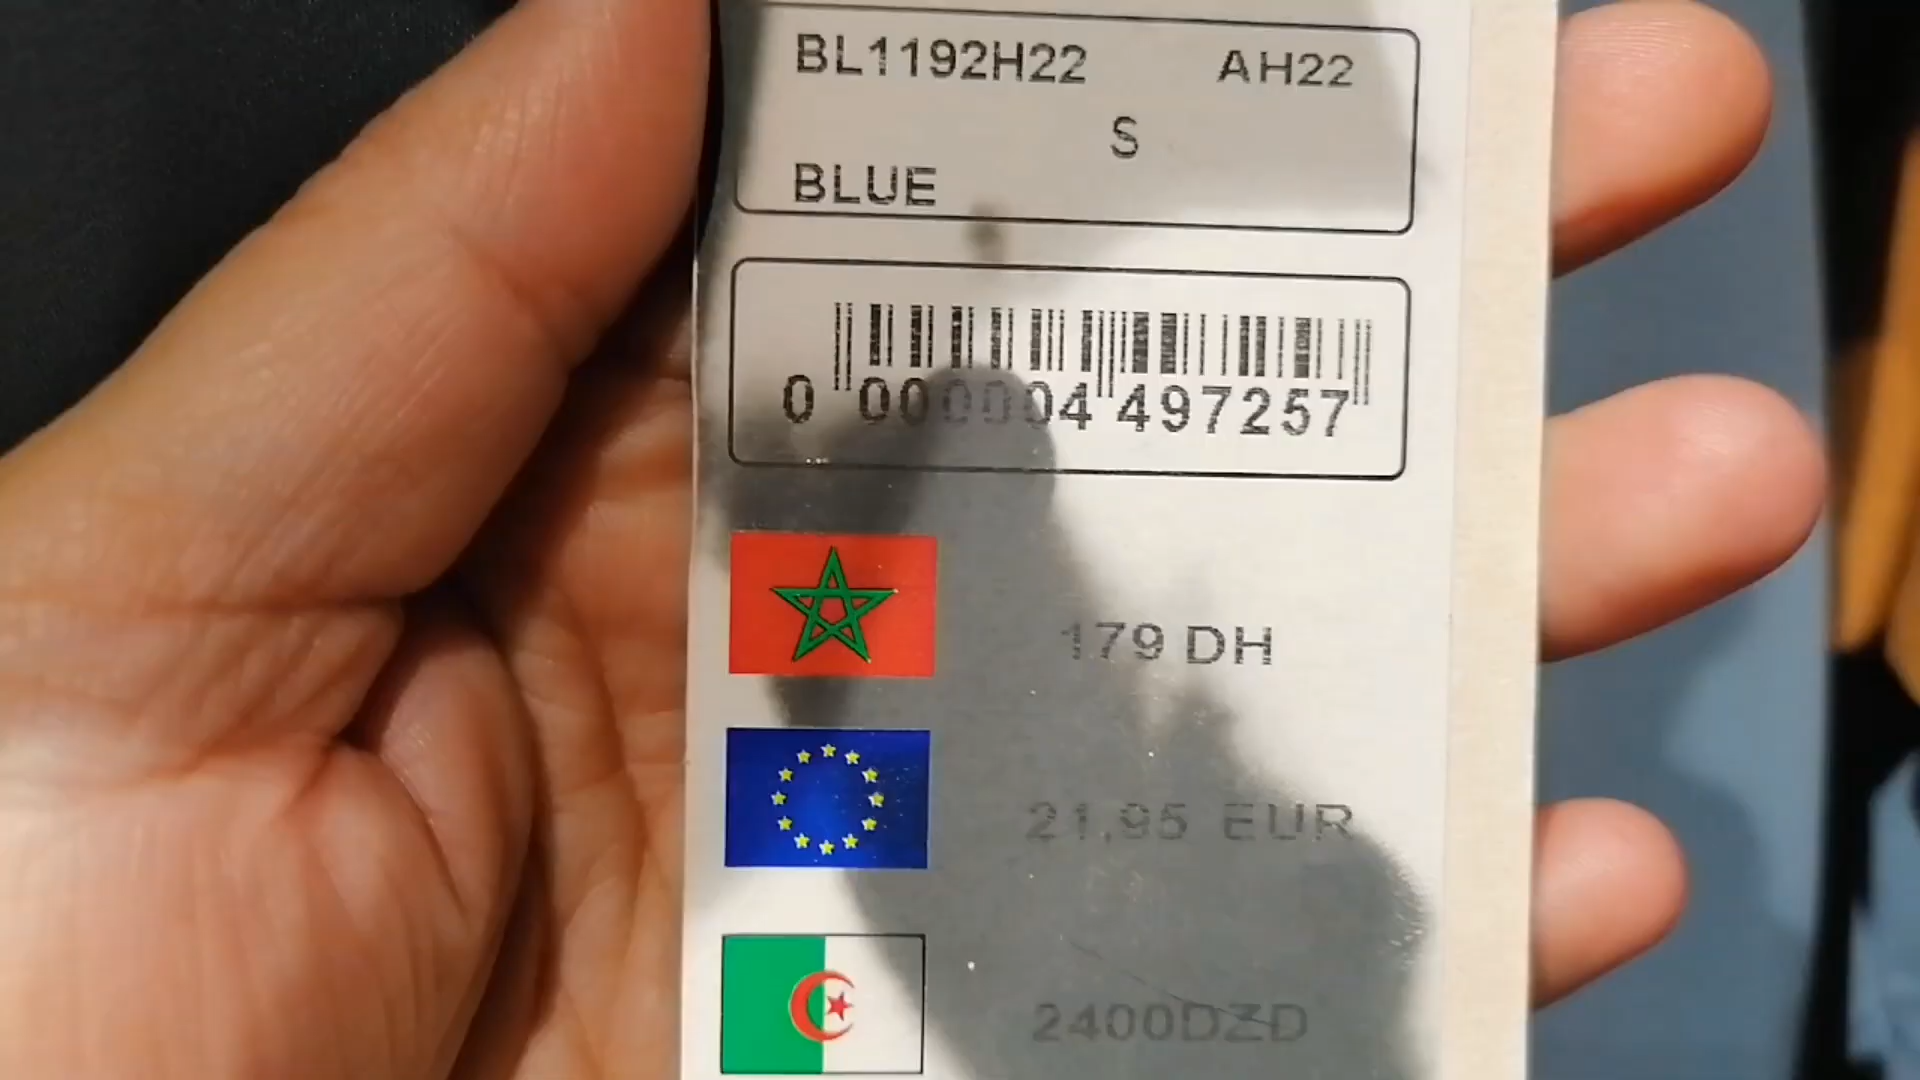 BL1192H22 AH22
S
BLUE
0 000004 497257
179 DH
21,95 EUR
2400DZD